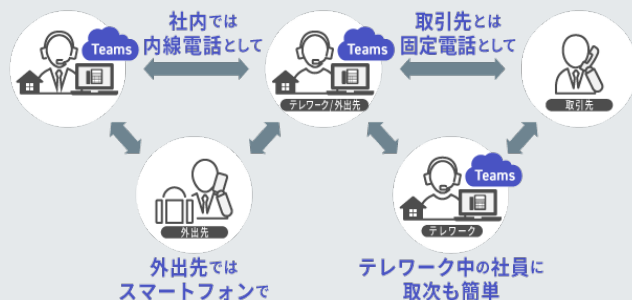 社内では
内線電話として
取引先とは
固定電話として
Teams
Teams
テレワーク/外出先
取引先
Teams
外出先
テレワーク
外出先では
スマートフォンで
テレワーク中の社員に
取次も簡単